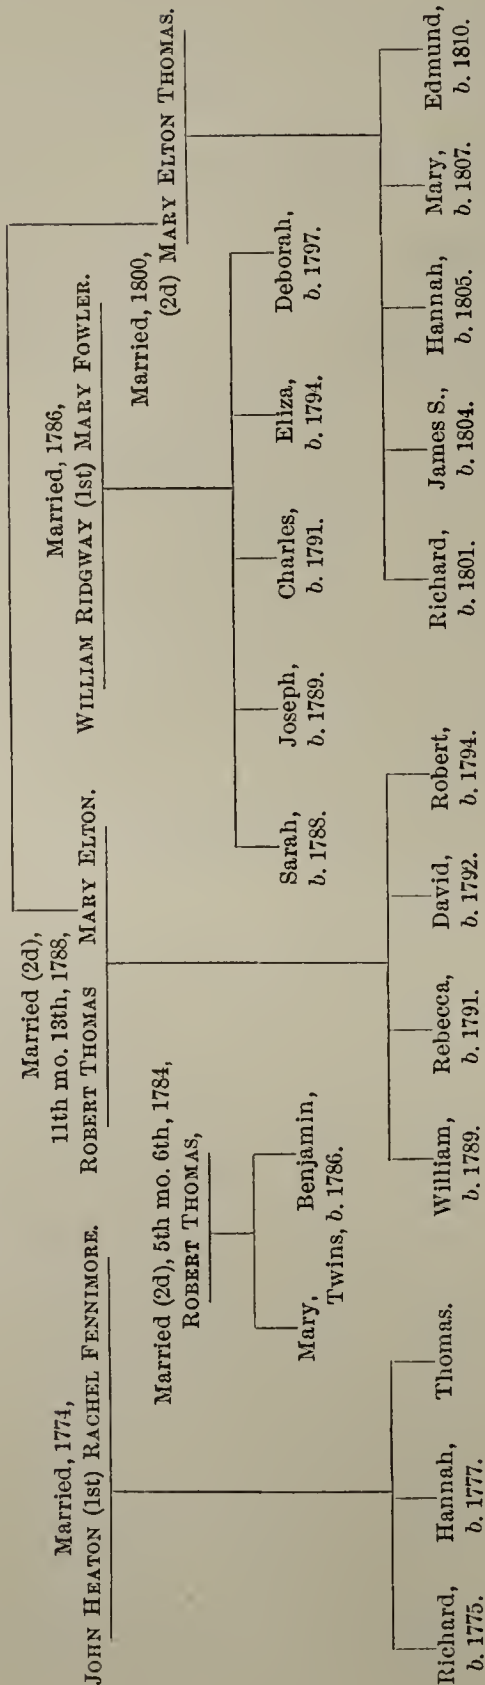 Married, 1774,
JOHN HEATON (1st) RACHEL FENNIMORE.
Married (2d), 5th mo. 6th, 1784,
ROBERT THOMAS,
Mary, Benjamin,
Twins, b. 1786.
Richard, Hannah, Thomas.
b. 1775. b. 1777.
Married (2d),
11th mo. 13th, 1788,
ROBERT THOMAS MARY ELTON.
William, Rebecca, David, Robert,
b. 1789. b. 1791. b. 1792. b. 1794.
Married, 1786,
WILLIAM RIDGWAY (1st) MARY FOWLER.
Married, 1800,
(2d) MARY ELTON THOMAS.
Sarah, Joseph, Charles, Eliza, Deborah,
b. 1788. b. 1789. b. 1791. b. 1794. b. 1797.
Richard, James S., Hannah, Mary, Edmund,
b. 1801. b. 1804. b. 1805. b. 1807. b. 1810.